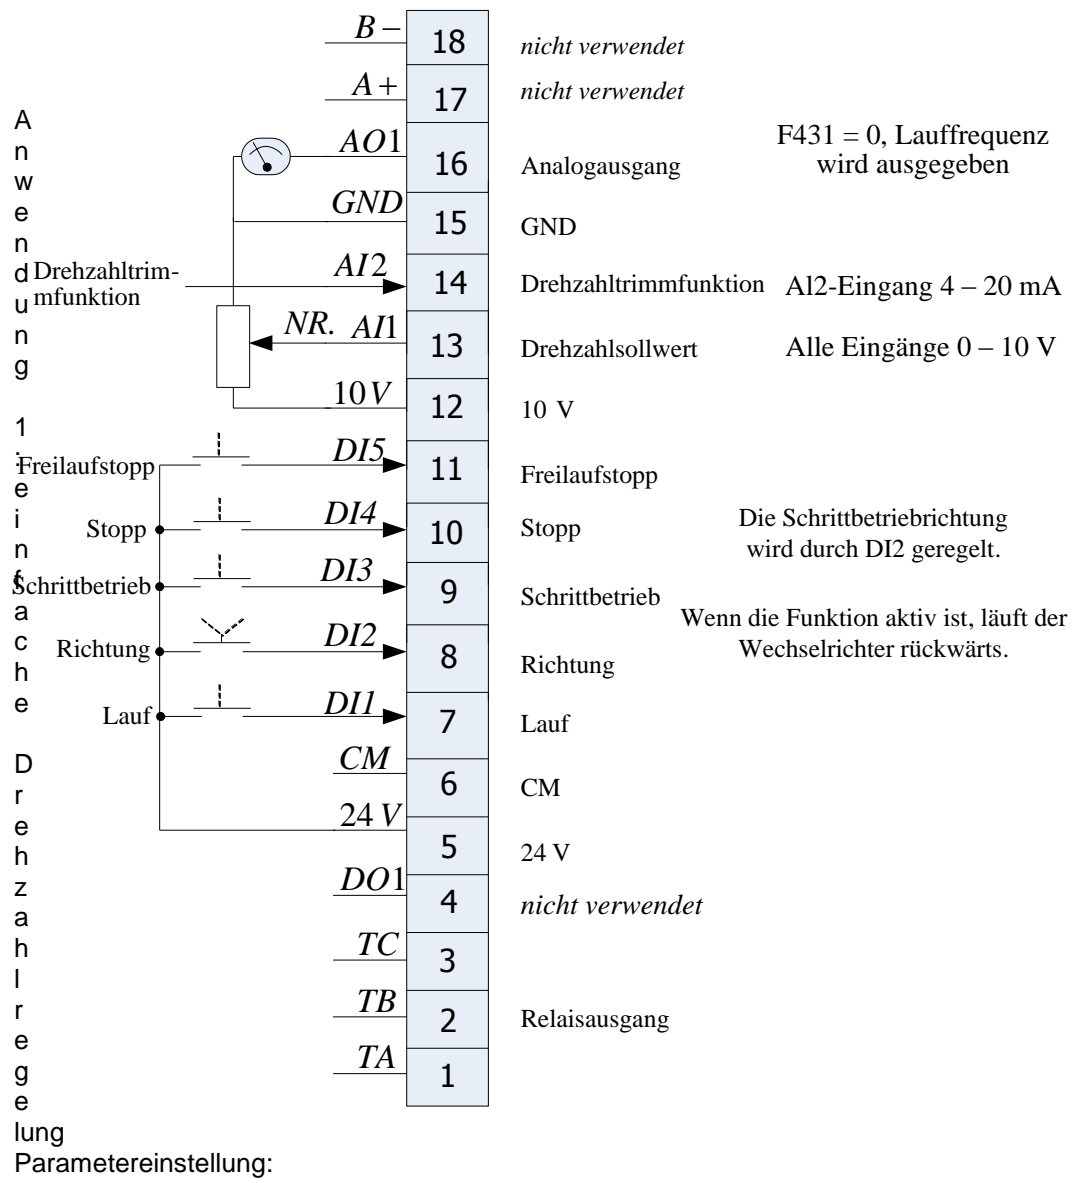 B – 18 nicht verwendet
A + 17 nicht verwendet
AO1 16 Analogausgang
F431 = 0, Lauffrequenz
wird ausgegeben
GND 15 GND
Drehzahltrim-
mfunktion
AI2 14 Drehzahltrimmfunktion Al2-Eingang 4 – 20 mA
NR. AI1 13 Drehzahlsollwert Alle Eingänge 0 – 10 V
10V 12 10 V
Freilaufstopp DI5 11 Freilaufstopp
Stopp DI4 10 Stopp
Die Schrittbetriebrichtung
wird durch DI2 geregelt.
Schrittbetrieb DI3 9 Schrittbetrieb
Wenn die Funktion aktiv ist, läuft der
Wechselrichter rückwärts.
Richtung DI2 8 Richtung
Lauf DI1 7 Lauf
CM 6 CM
24V 5 24 V
DO1 4 nicht verwendet
TC 3
TB 2 Relaisausgang
TA 1
Anwendung 1: einfache Drehzahlregelung
Parametereinstellung: